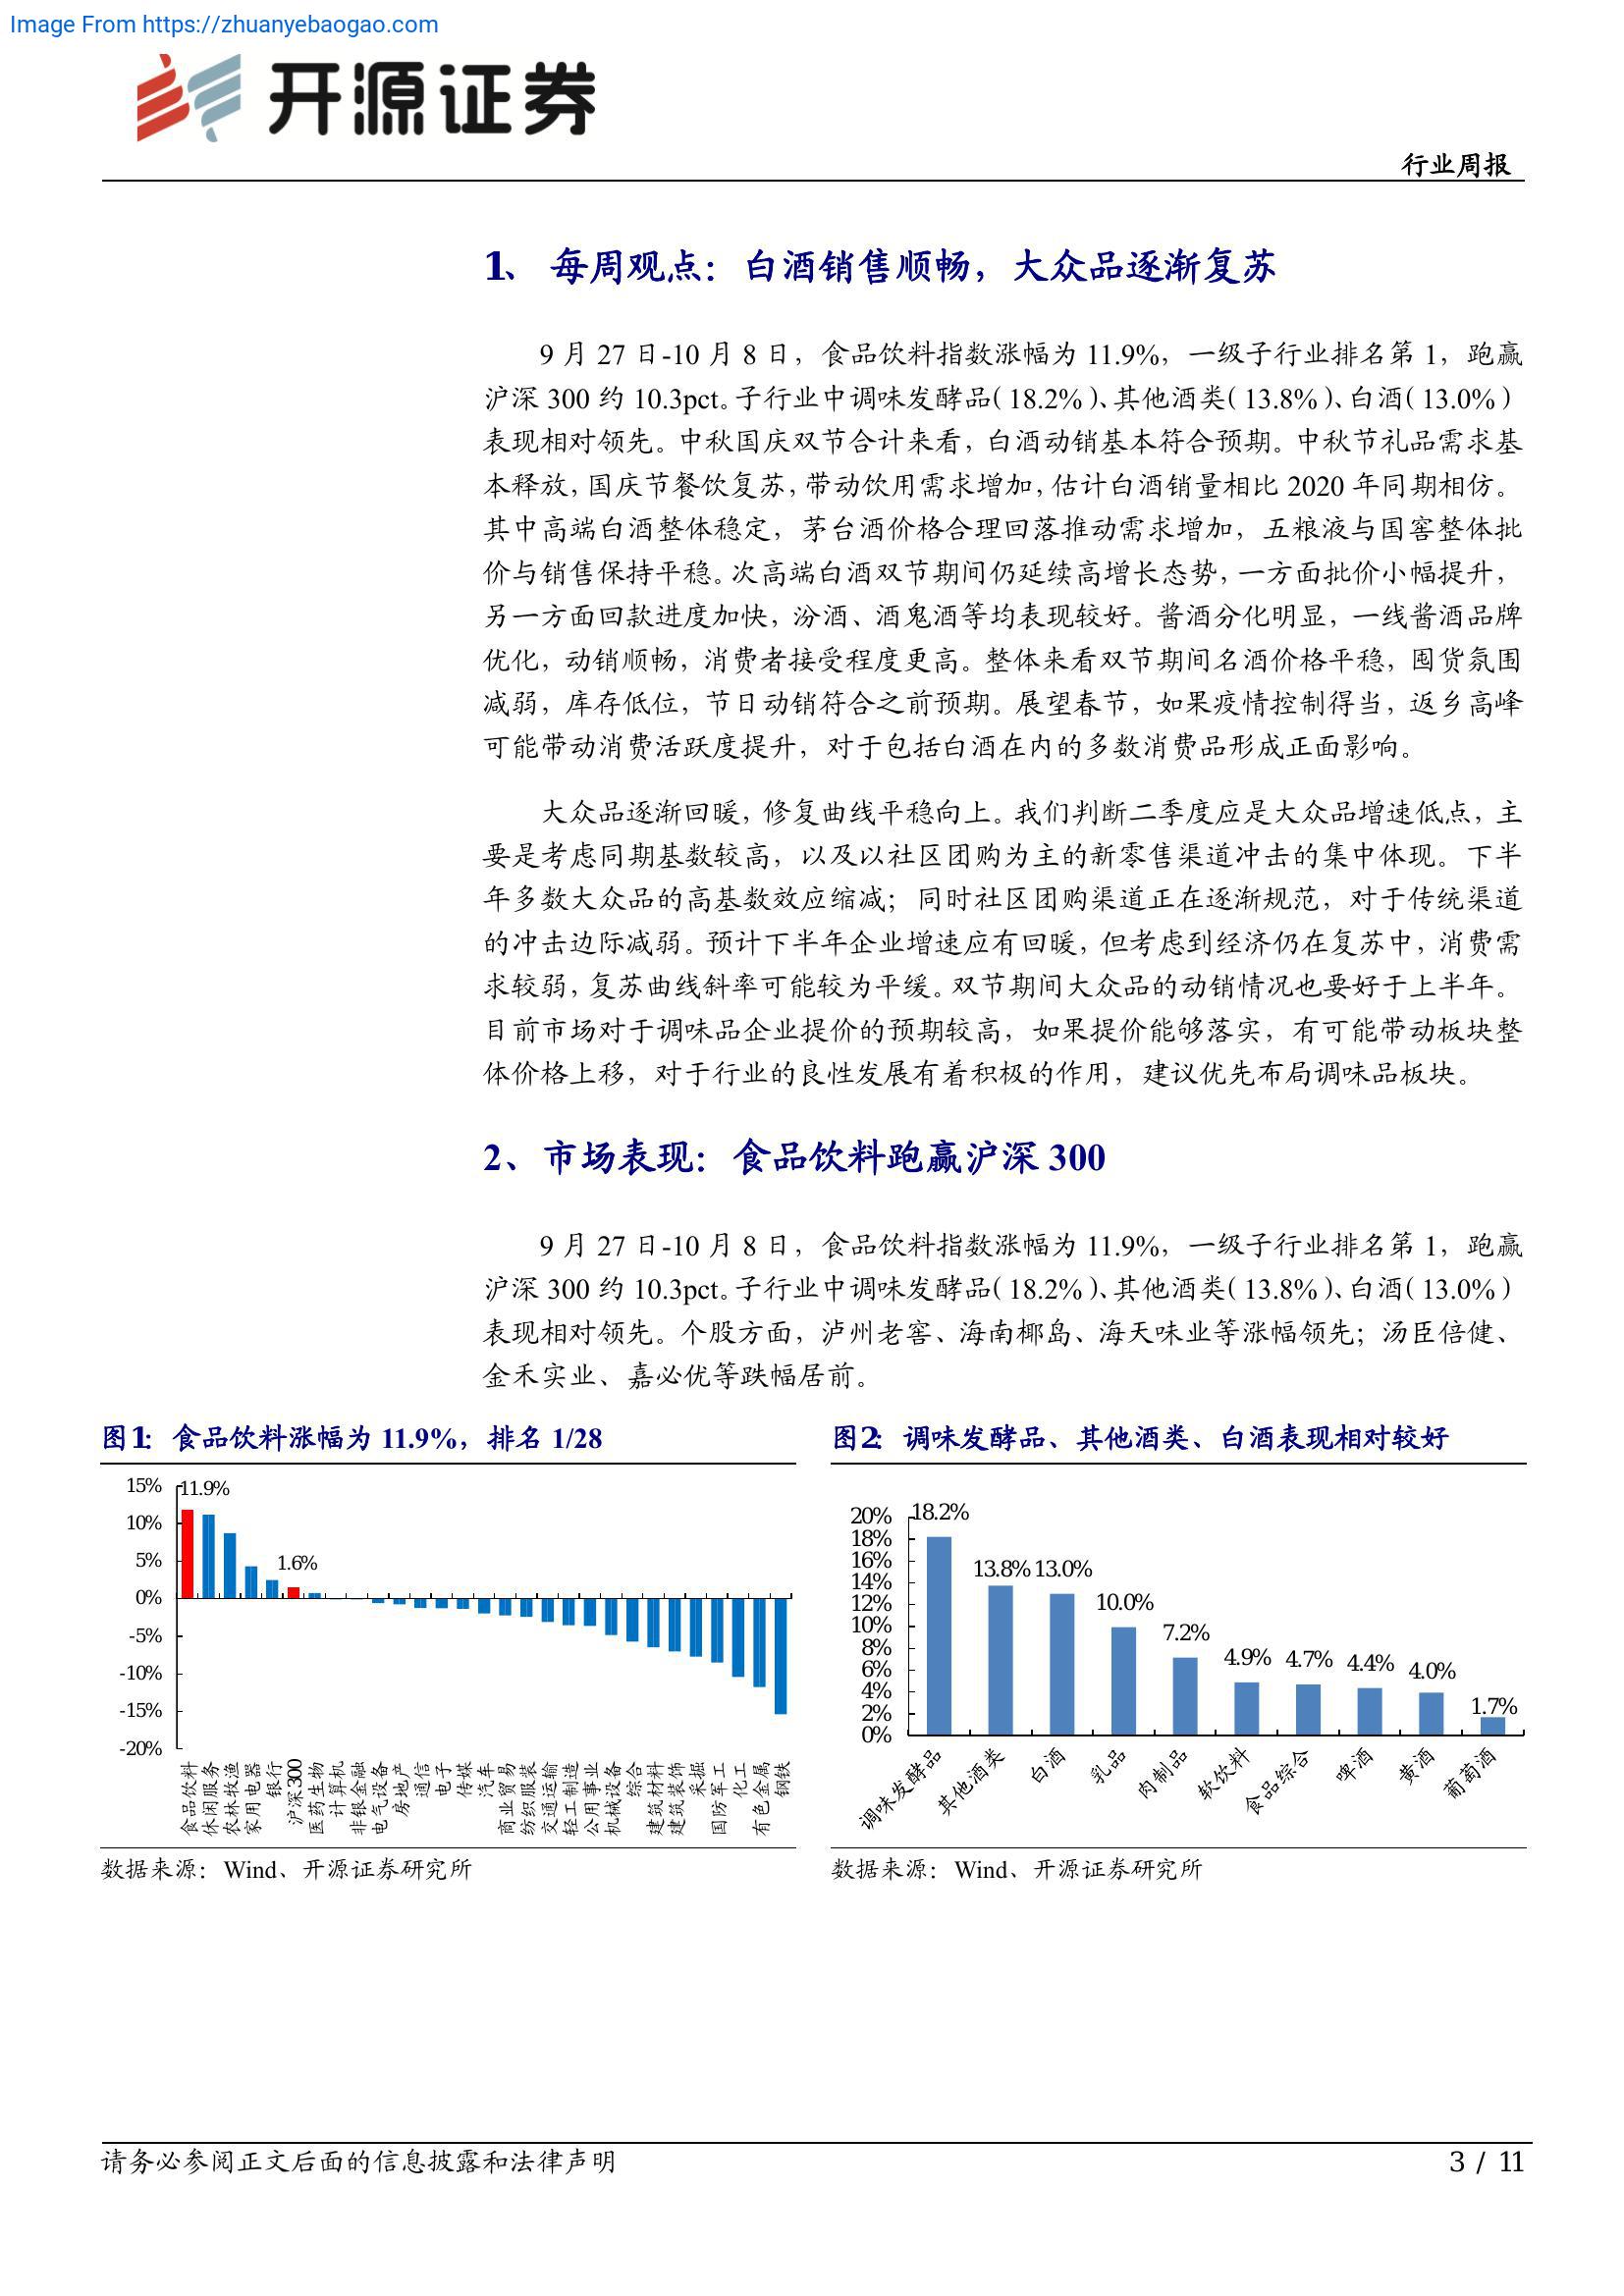 Image From https://zhuanyebaogao.com
开源证券
行业周报
1、 每周观点：白酒销售顺畅，大众品逐渐复苏
9 月 27 日-10 月 8 日，食品饮料指数涨幅为 11.9%，一级子行业排名第 1，跑赢
沪深 300 约 10.3pct。子行业中调味发酵品（18.2%）、其他酒类（13.8%）、白酒（13.0%）
表现相对领先。中秋国庆双节合计来看，白酒动销基本符合预期。中秋节礼品需求基
本释放，国庆节餐饮复苏，带动饮用需求增加，估计白酒销量相比 2020 年同期相仿。
其中高端白酒整体稳定，茅台酒价格合理回落推动需求增加，五粮液与国窖整体批
价与销售保持平稳。次高端白酒双节期间仍延续高增长态势，一方面批价小幅提升，
另一方面回款进度加快，汾酒、酒鬼酒等均表现较好。酱酒分化明显，一线酱酒品牌
优化，动销顺畅，消费者接受程度更高。整体来看双节期间名酒价格平稳，囤货氛围
减弱，库存低位，节日动销符合之前预期。展望春节，如果疫情控制得当，返乡高峰
可能带动消费活跃度提升，对于包括白酒在内的多数消费品形成正面影响。
大众品逐渐回暖，修复曲线平稳向上。我们判断二季度应是大众品增速低点，主
要是考虑同期基数较高，以及以社区团购为主的新零售渠道冲击的集中体现。下半
年多数大众品的高基数效应缩减；同时社区团购渠道正在逐渐规范，对于传统渠道
的冲击边际减弱。预计下半年企业增速应有回暖，但考虑到经济仍在复苏中，消费需
求较弱，复苏曲线斜率可能较为平缓。双节期间大众品的动销情况也要好于上半年。
目前市场对于调味品企业提价的预期较高，如果提价能够落实，有可能带动板块整
体价格上移，对于行业的良性发展有着积极的作用，建议优先布局调味品板块。
2、市场表现：食品饮料跑赢沪深 300
9 月 27 日-10 月 8 日，食品饮料指数涨幅为 11.9%，一级子行业排名第 1，跑赢
沪深 300 约 10.3pct。子行业中调味发酵品（18.2%）、其他酒类（13.8%）、白酒（13.0%）
表现相对领先。个股方面，泸州老窖、海南椰岛、海天味业等涨幅领先；汤臣倍健、
金禾实业、嘉必优等跌幅居前。
图1：食品饮料涨幅为 11.9%，排名 1/28
15%
10%
5%
0%
-5%
-10%
-15%
-20%
11.9%
1.6%
食品饮料
休闲服务
农林牧渔
家用电器
银行
沪深300
医药生物
计算机
非银金融
电气设备
房地产
通信
电子
传媒
汽车
商业贸易
纺织服装
交通运输
轻工制造
公用事业
机械设备
综合
建筑材料
建筑装饰
采掘
国防军工
化工
有色金属
钢铁
数据来源：Wind、开源证券研究所
图2：调味发酵品、其他酒类、白酒表现相对较好
20%
18%
16%
14%
12%
10%
8%
6%
4%
2%
0%
18.2%
13.8%
13.0%
10.0%
7.2%
4.9%
4.7%
4.4%
4.0%
1.7%
调味发酵品
其他酒类
白酒
乳品
肉制品
软饮料
食品综合
啤酒
黄酒
葡萄酒
数据来源：Wind、开源证券研究所
请务必参阅正文后面的信息披露和法律声明
3 / 11